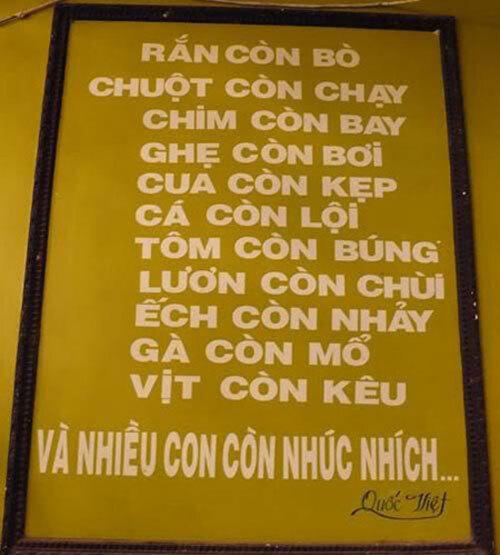 RẮN CÒN BÒ
CHUỘT CÒN CHẠY
CHIM CÒN BAY
GHẸ CÒN BƠI
CUA CÒN KẸP
CÁ CÒN LỘI
TÔM CÒN BÚNG
LƯƠN CÒN CHÙI
ẾCH CÒN NHẢY
GÀ CÒN MỔ
VỊT CÒN KÊU
VÀ NHIỀU CON CÒN NHÚC NHÍCH...
Quốc Việt